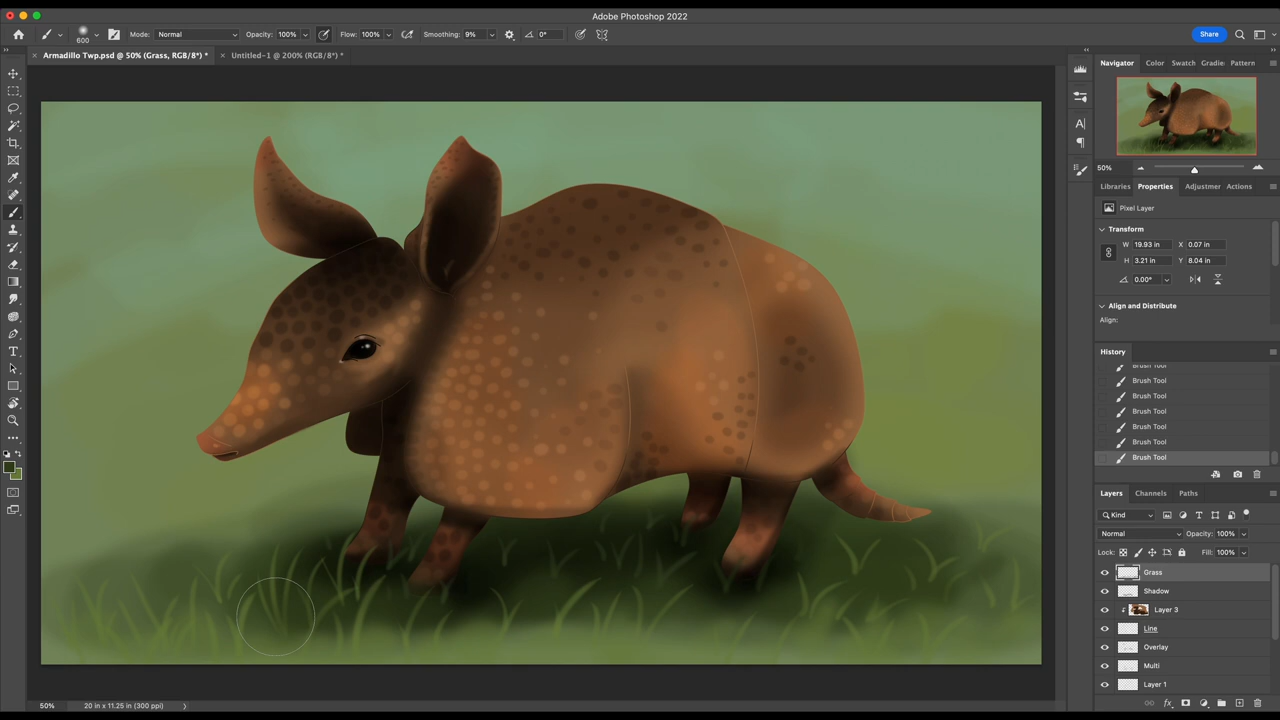 Adobe Photoshop 2022
600 Mode: Normal Opacity: 100% Flow: 100% Smoothing: 9% 0° Share
Armadillo Twp.psd @ 50% (Grass, RGB/8*) * Untitled-1 @ 200% (RGB/8*) *
Navigator Color Swatch Gradie Pattern
50%
Libraries Properties Adjustmer Actions
Pixel Layer
Transform
W 19.93 in X 0.07 in
H 3.21 in Y 8.04 in
0.00°
Align and Distribute
Align:
History
Brush Tool
Brush Tool
Brush Tool
Brush Tool
Brush Tool
Brush Tool
Brush Tool
Layers Channels Paths
Kind
Normal Opacity: 100%
Lock: Fill: 100%
Grass
Shadow
Layer 3
Line
Overlay
Multi
Layer 1
fx
50% 20 in x 11.25 in (300 ppi)